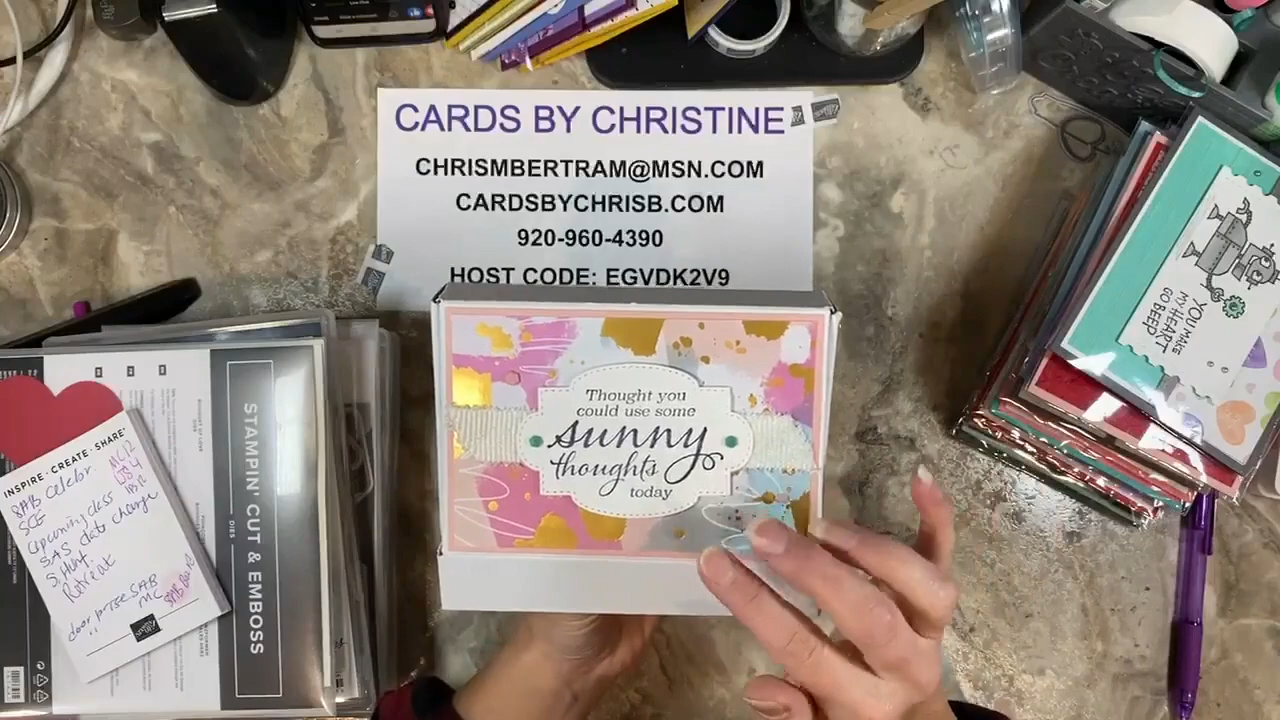 CARDS BY CHRISTINE
CHRISMBERTRAM@MSN.COM
CARDSBYCHRISB.COM
920-960-4390
HOST CODE: EGVDK2V9
Thought you
could use some
sunny
thoughts
today
YOU MAKE
MY HEART
GO BEEP
STAMPIN' CUT & EMBOSS
DIES
INSPIRE · CREATE · SHARE
SAB Celebr
SCE
upcoming class
SAS date change
S. Hunt
Retreat
door prize SAB
" MC